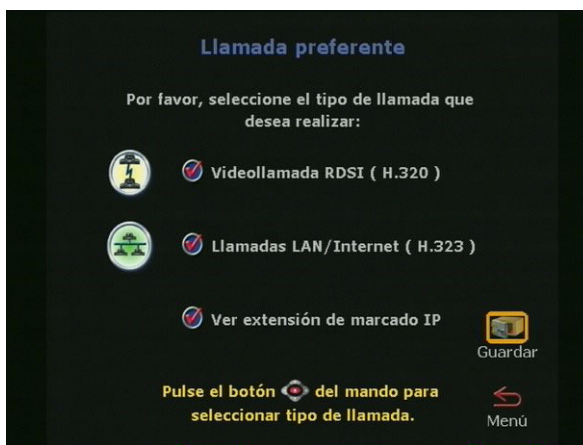 Llamada preferente
Por favor, seleccione el tipo de llamada que
desea realizar:
Videollamada RDSI ( H.320 )
Llamadas LAN/Internet ( H.323 )
Ver extensión de marcado IP
Guardar
Pulse el botón del mando para
seleccionar tipo de llamada.
Menú